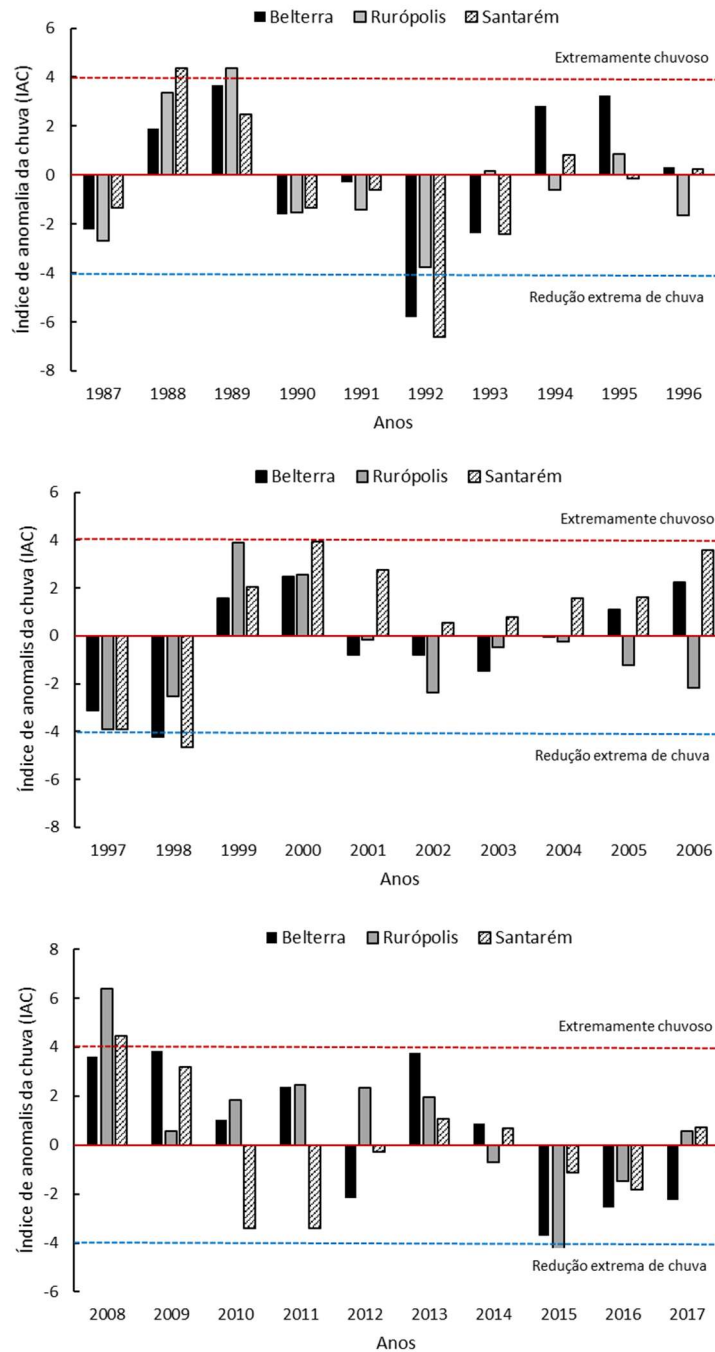 Belterra Rurópolis Santarém
6
Extremamente chuvoso
4
2
0
-2
-4
Redução extrema de chuva
-6
-8
Índice de anomalia da chuva (IAC)
1987 1988 1989 1990 1991 1992 1993 1994 1995 1996
Anos
Belterra Rurópolis Santarém
6
Extremamente chuvoso
4
2
0
-2
-4
Redução extrema de chuva
-6
-8
Índice de anomalis da chuva (IAC)
1997 1998 1999 2000 2001 2002 2003 2004 2005 2006
Anos
Belterra Rurópolis Santarém
8
6
Extremamente chuvoso
4
2
0
-2
-4
Redução extrema de chuva
-6
Índice de anomalis da chuva (IAC)
2008 2009 2010 2011 2012 2013 2014 2015 2016 2017
Anos